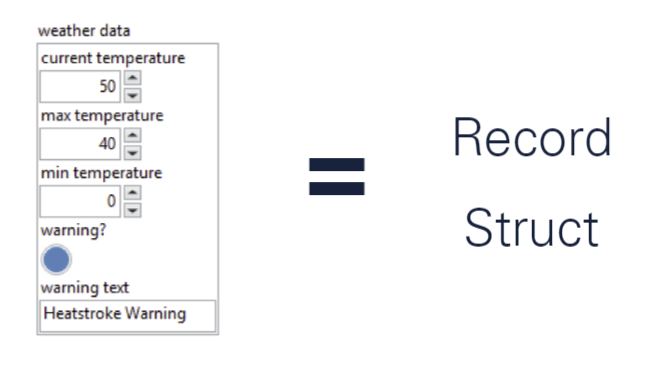 weather data
current temperature
50
max temperature
40
min temperature
0
warning?
warning text
Heatstroke Warning
=
Record
Struct